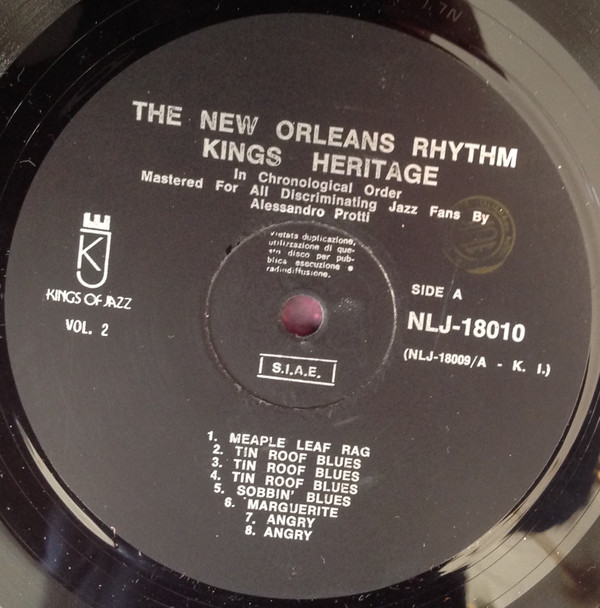 THE NEW ORLEANS RHYTHM
KINGS HERITAGE
In Chronological Order
Mastered For All Discriminating Jazz Fans By
Alessandro Protti
Vietata duplicazione,
utilizzazione di que-
sto disco per pub-
blica esecuzione e
radiodiffusione.
KJ
KINGS OF JAZZ
VOL. 2
SIDE A
NLJ-18010
(NLJ-18009/A - K. I.)
S.I.A.E.
1. MEAPLE LEAF RAG
2. TIN ROOF BLUES
3. TIN ROOF BLUES
4. TIN ROOF BLUES
5. SOBBIN' BLUES
6. MARGUERITE
7. ANGRY
8. ANGRY